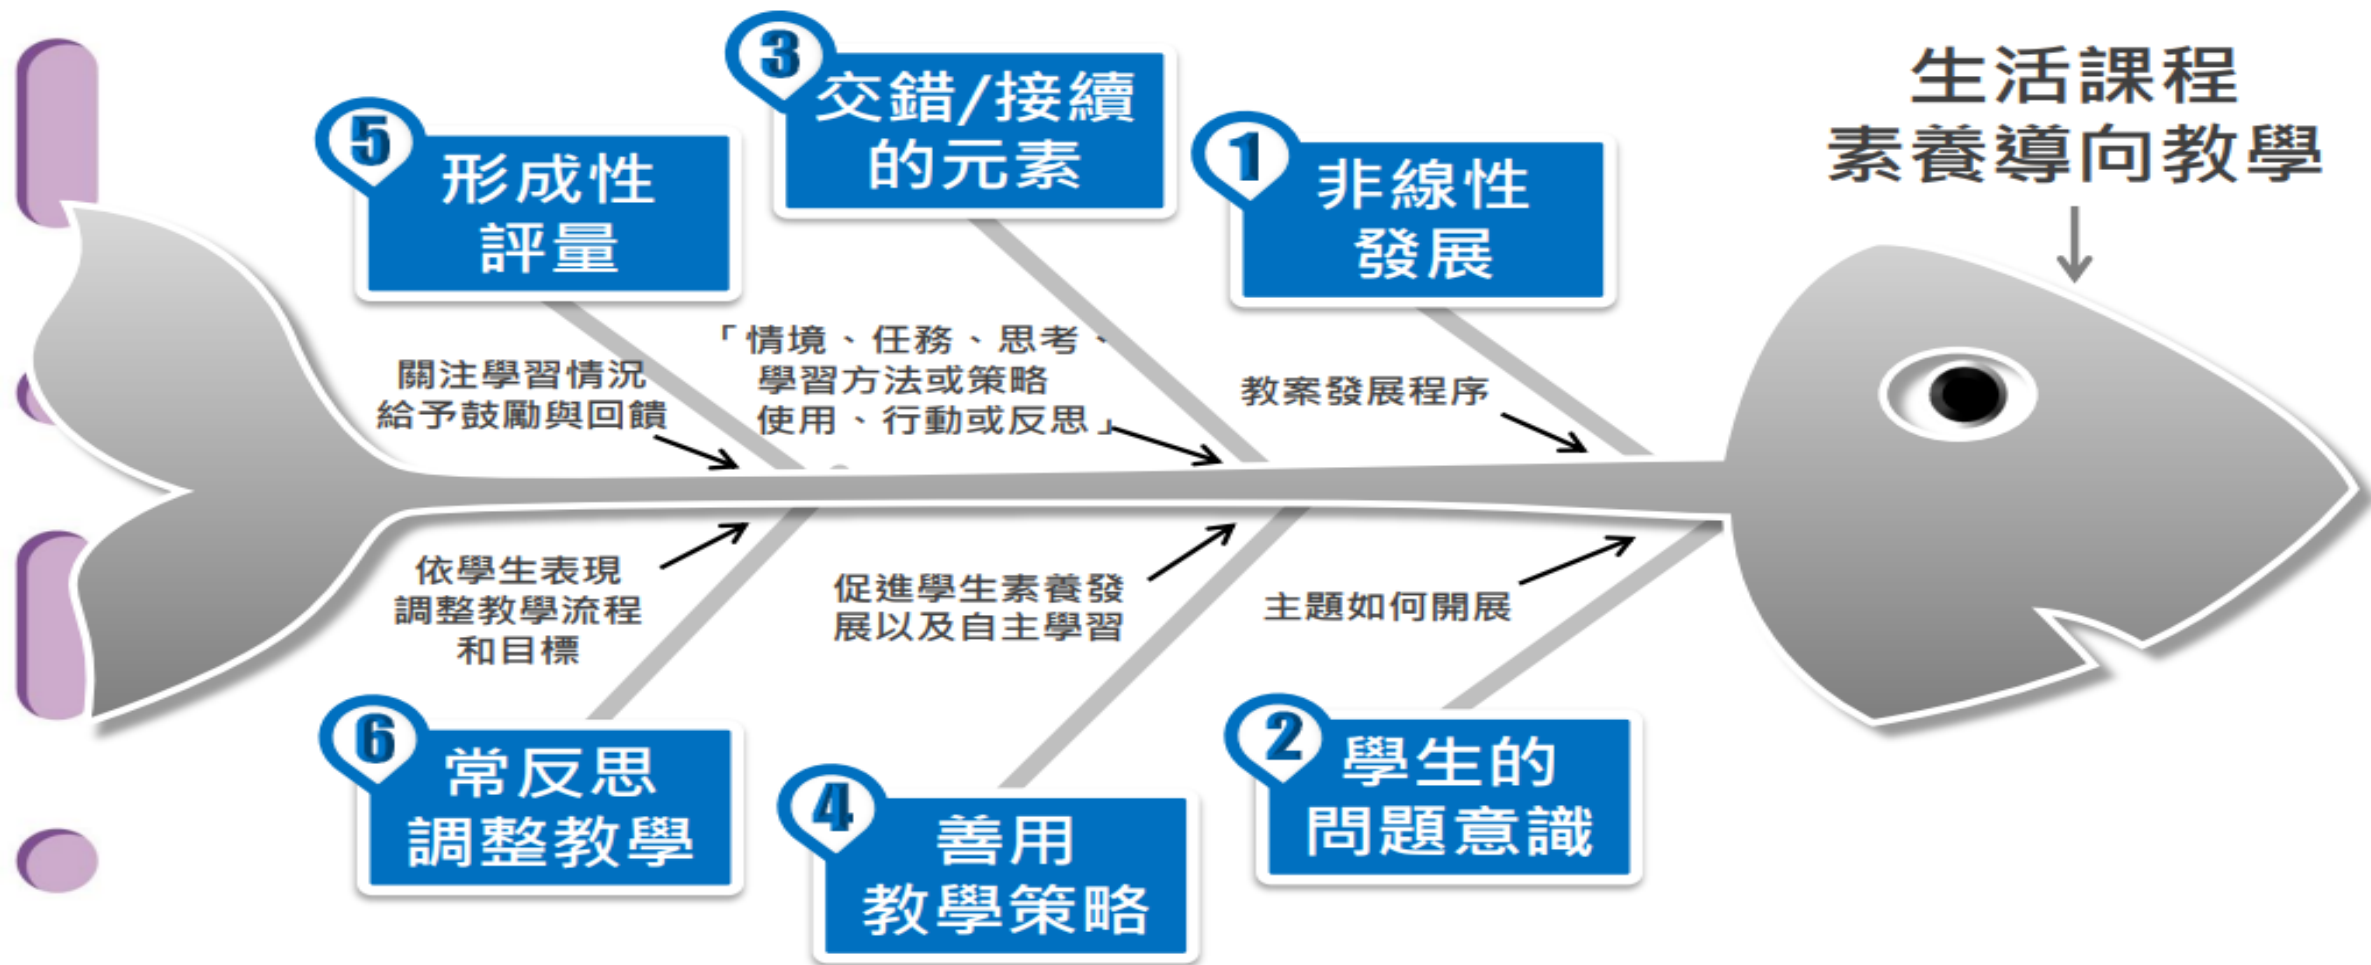 生活課程
素養導向教學
1
非線性
發展
教案發展程序
2
學生的
問題意識
主題如何開展
3
交錯/接續
的元素
「情境、任務、思考、
學習方法或策略
使用、行動或反思」
4
善用
教學策略
促進學生素養發
展以及自主學習
5
形成性
評量
關注學習情況
給予鼓勵與回饋
6
常反思
調整教學
依學生表現
調整教學流程
和目標